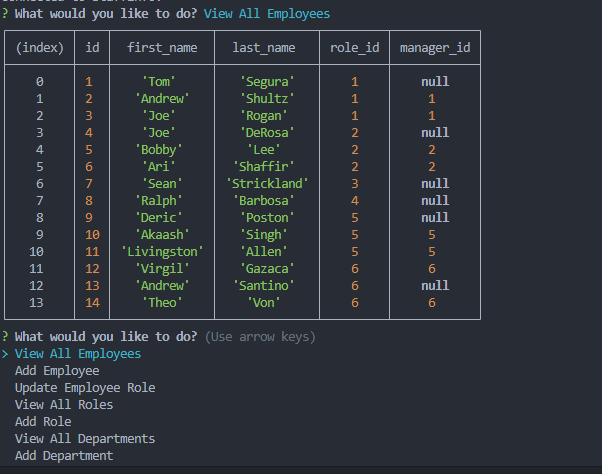 ? What would you like to do? View All Employees
(index) id first_name last_name role_id manager_id
0 1 'Tom' 'Segura' 1 null
1 2 'Andrew' 'Shultz' 1 1
2 3 'Joe' 'Rogan' 1 1
3 4 'Joe' 'DeRosa' 2 null
4 5 'Bobby' 'Lee' 2 2
5 6 'Ari' 'Shaffir' 2 2
6 7 'Sean' 'Strickland' 3 null
7 8 'Ralph' 'Barbosa' 4 null
8 9 'Deric' 'Poston' 5 null
9 10 'Akaash' 'Singh' 5 5
10 11 'Livingston' 'Allen' 5 5
11 12 'Virgil' 'Gazaca' 6 6
12 13 'Andrew' 'Santino' 6 null
13 14 'Theo' 'Von' 6 6
? What would you like to do? (Use arrow keys)
> View All Employees
Add Employee
Update Employee Role
View All Roles
Add Role
View All Departments
Add Department